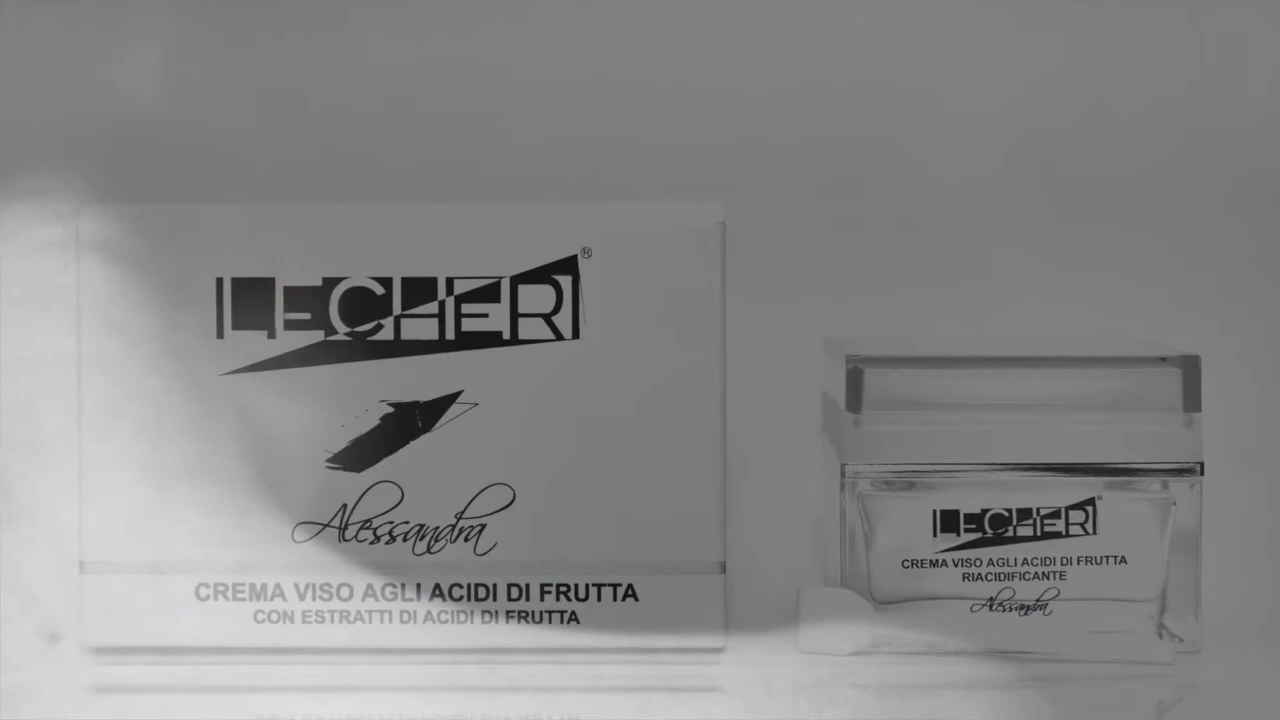 LECHERI®
Alessandra
CREMA VISO AGLI ACIDI DI FRUTTA
CON ESTRATTI DI ACIDI DI FRUTTA
LECHERI®
CREMA VISO AGLI ACIDI DI FRUTTA
RIACIDIFICANTE
Alessandra